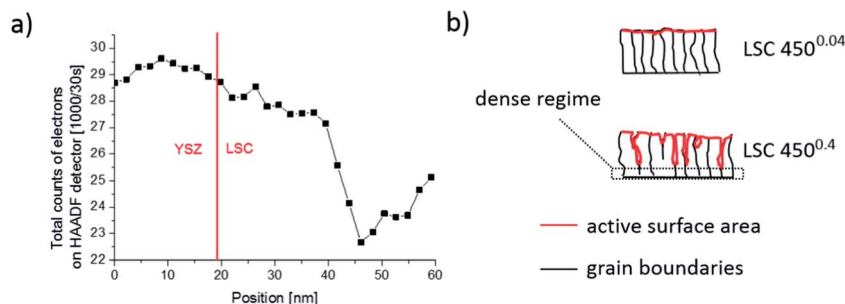 a)
Total counts of electrons
on HAADF detector [1000/30s]
30
29
28
27
26
25
24
23
22
YSZ
LSC
0
10
20
30
40
50
60
Position [nm]
b)
LSC 450^0.04
dense regime
LSC 450^0.4
active surface area
grain boundaries